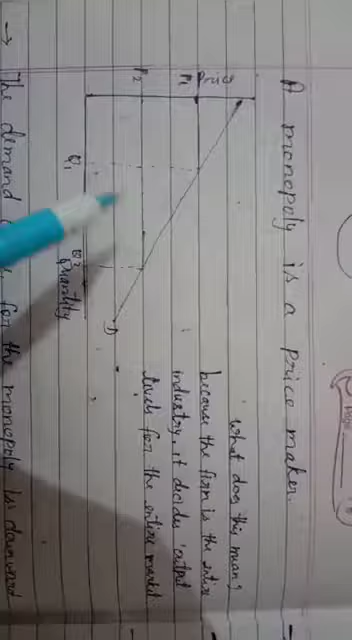 Page
A monopoly is a price maker.
Price
P1
P2
Q1
Q2
Quantity
D
what does this mean?
because the firm is the entire
industry, it decides output
levels for the entire market.
→ The demand for the monopoly is downward